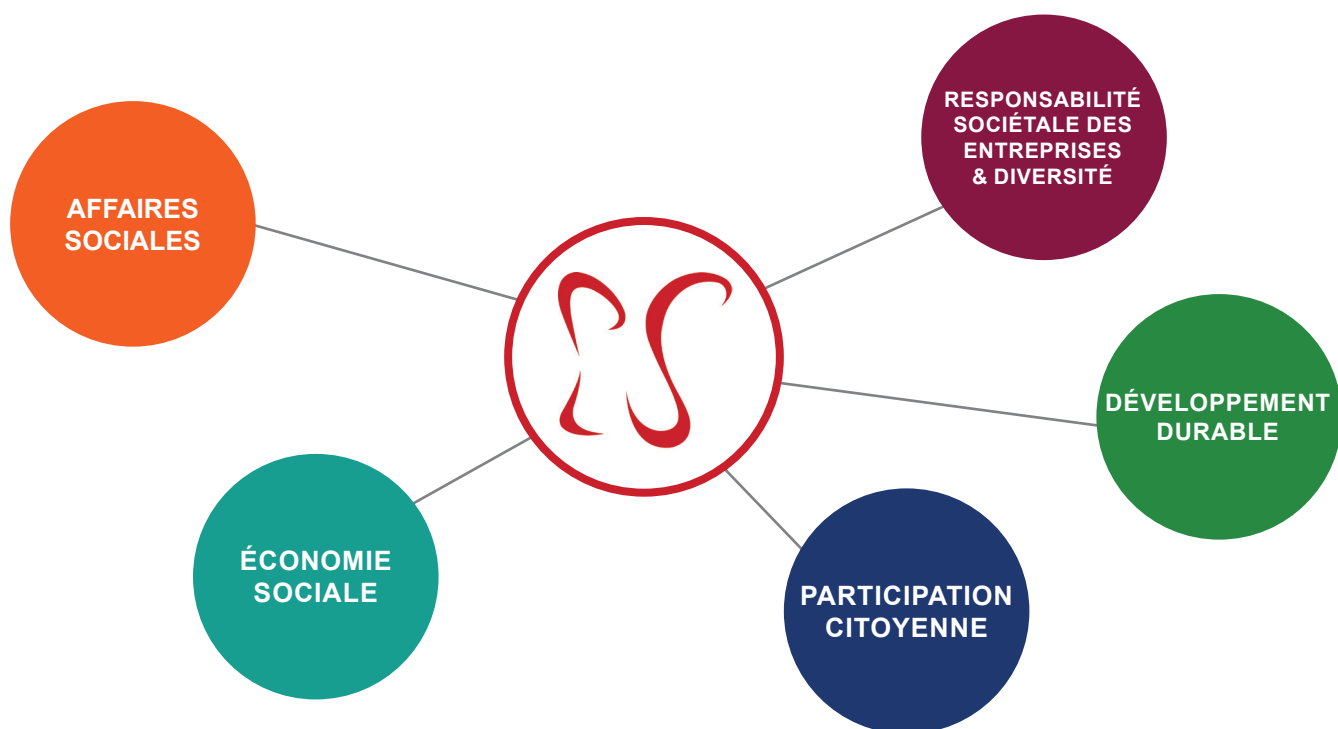 RESPONSABILITÉ
SOCIÉTALE DES
ENTREPRISES
& DIVERSITÉ
AFFAIRES
SOCIALES
DÉVELOPPEMENT
DURABLE
ÉCONOMIE
SOCIALE
PARTICIPATION
CITOYENNE